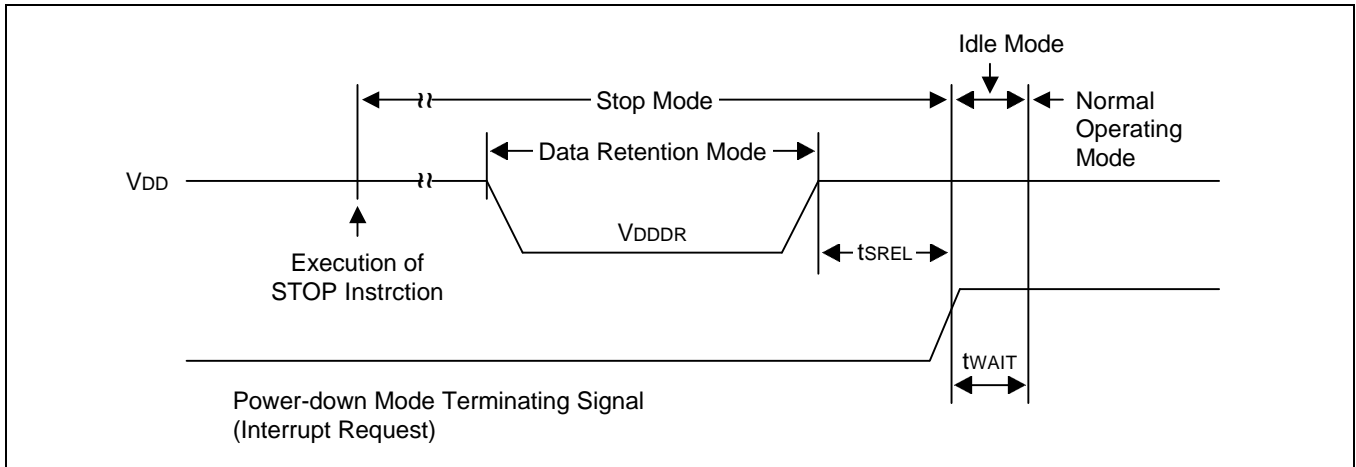 Idle Mode
Stop Mode
Normal
Operating
Mode
Data Retention Mode
VDD
VDDDR
tSREL
Execution of
STOP Instrction
tWAIT
Power-down Mode Terminating Signal
(Interrupt Request)